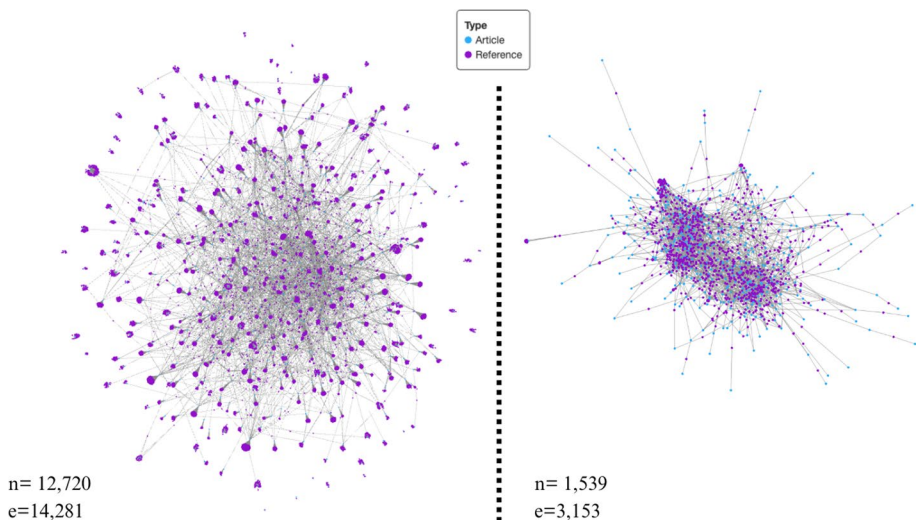 Type
Article
Reference
n= 12,720
e=14,281
n= 1,539
e=3,153